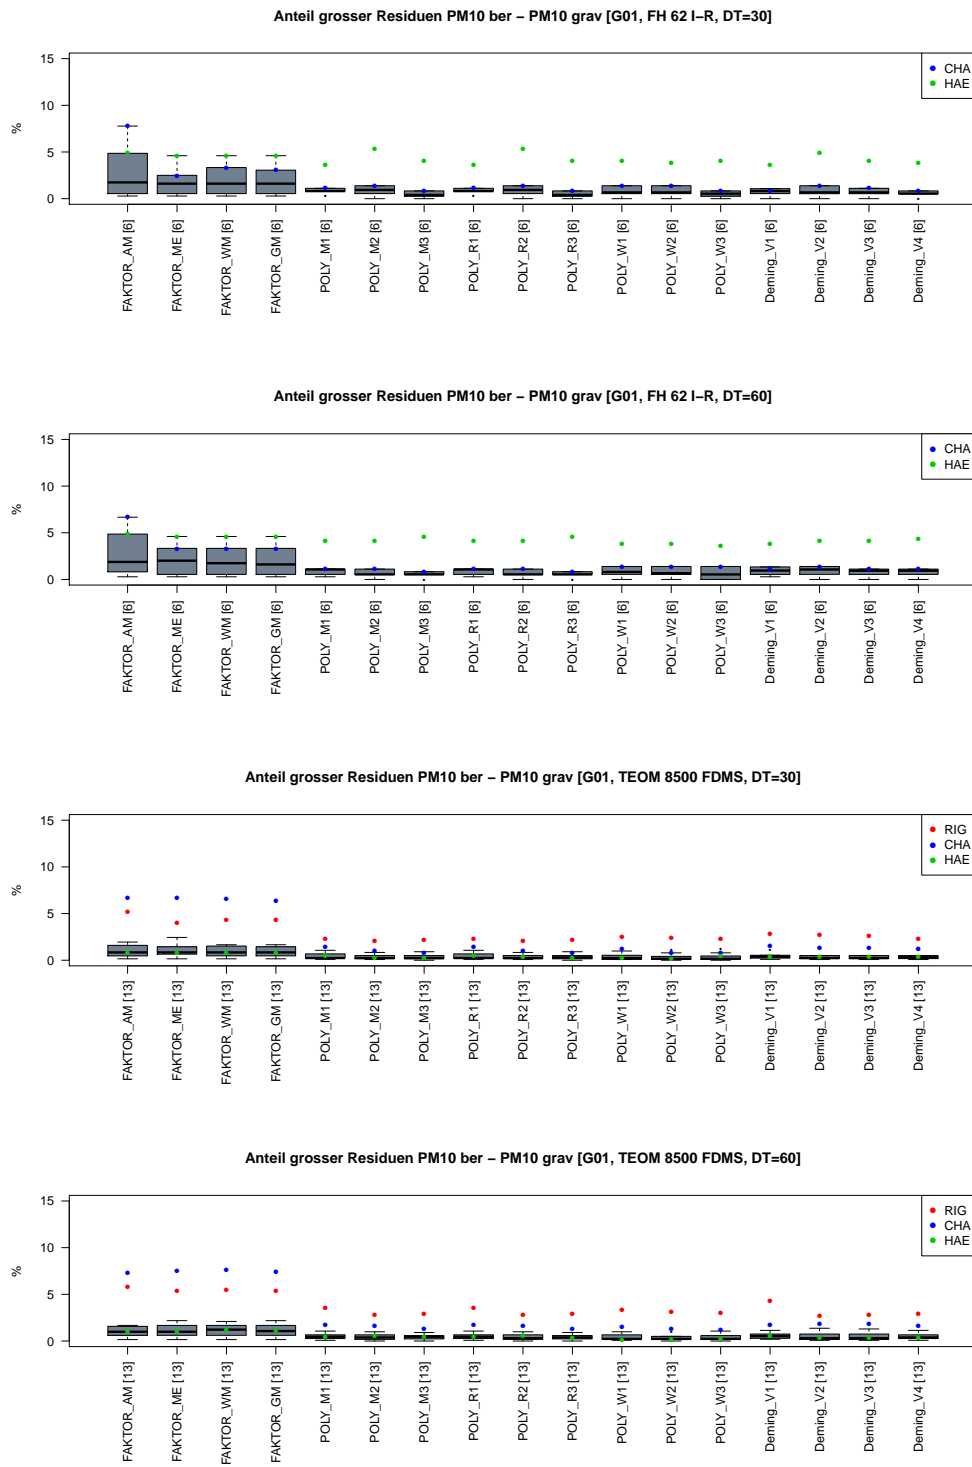 Anteil grosser Residuen PM10 ber − PM10 grav [G01, FH 62 I−R, DT=30]
15
10
5
0
%
CHA
HAE
FAKTOR_AM [6]
FAKTOR_ME [6]
FAKTOR_WM [6]
FAKTOR_GM [6]
POLY_M1 [6]
POLY_M2 [6]
POLY_M3 [6]
POLY_R1 [6]
POLY_R2 [6]
POLY_R3 [6]
POLY_W1 [6]
POLY_W2 [6]
POLY_W3 [6]
Deming_V1 [6]
Deming_V2 [6]
Deming_V3 [6]
Deming_V4 [6]
Anteil grosser Residuen PM10 ber − PM10 grav [G01, FH 62 I−R, DT=60]
15
10
5
0
%
CHA
HAE
FAKTOR_AM [6]
FAKTOR_ME [6]
FAKTOR_WM [6]
FAKTOR_GM [6]
POLY_M1 [6]
POLY_M2 [6]
POLY_M3 [6]
POLY_R1 [6]
POLY_R2 [6]
POLY_R3 [6]
POLY_W1 [6]
POLY_W2 [6]
POLY_W3 [6]
Deming_V1 [6]
Deming_V2 [6]
Deming_V3 [6]
Deming_V4 [6]
Anteil grosser Residuen PM10 ber − PM10 grav [G01, TEOM 8500 FDMS, DT=30]
15
10
5
0
%
RIG
CHA
HAE
FAKTOR_AM [13]
FAKTOR_ME [13]
FAKTOR_WM [13]
FAKTOR_GM [13]
POLY_M1 [13]
POLY_M2 [13]
POLY_M3 [13]
POLY_R1 [13]
POLY_R2 [13]
POLY_R3 [13]
POLY_W1 [13]
POLY_W2 [13]
POLY_W3 [13]
Deming_V1 [13]
Deming_V2 [13]
Deming_V3 [13]
Deming_V4 [13]
Anteil grosser Residuen PM10 ber − PM10 grav [G01, TEOM 8500 FDMS, DT=60]
15
10
5
0
%
RIG
CHA
HAE
FAKTOR_AM [13]
FAKTOR_ME [13]
FAKTOR_WM [13]
FAKTOR_GM [13]
POLY_M1 [13]
POLY_M2 [13]
POLY_M3 [13]
POLY_R1 [13]
POLY_R2 [13]
POLY_R3 [13]
POLY_W1 [13]
POLY_W2 [13]
POLY_W3 [13]
Deming_V1 [13]
Deming_V2 [13]
Deming_V3 [13]
Deming_V4 [13]